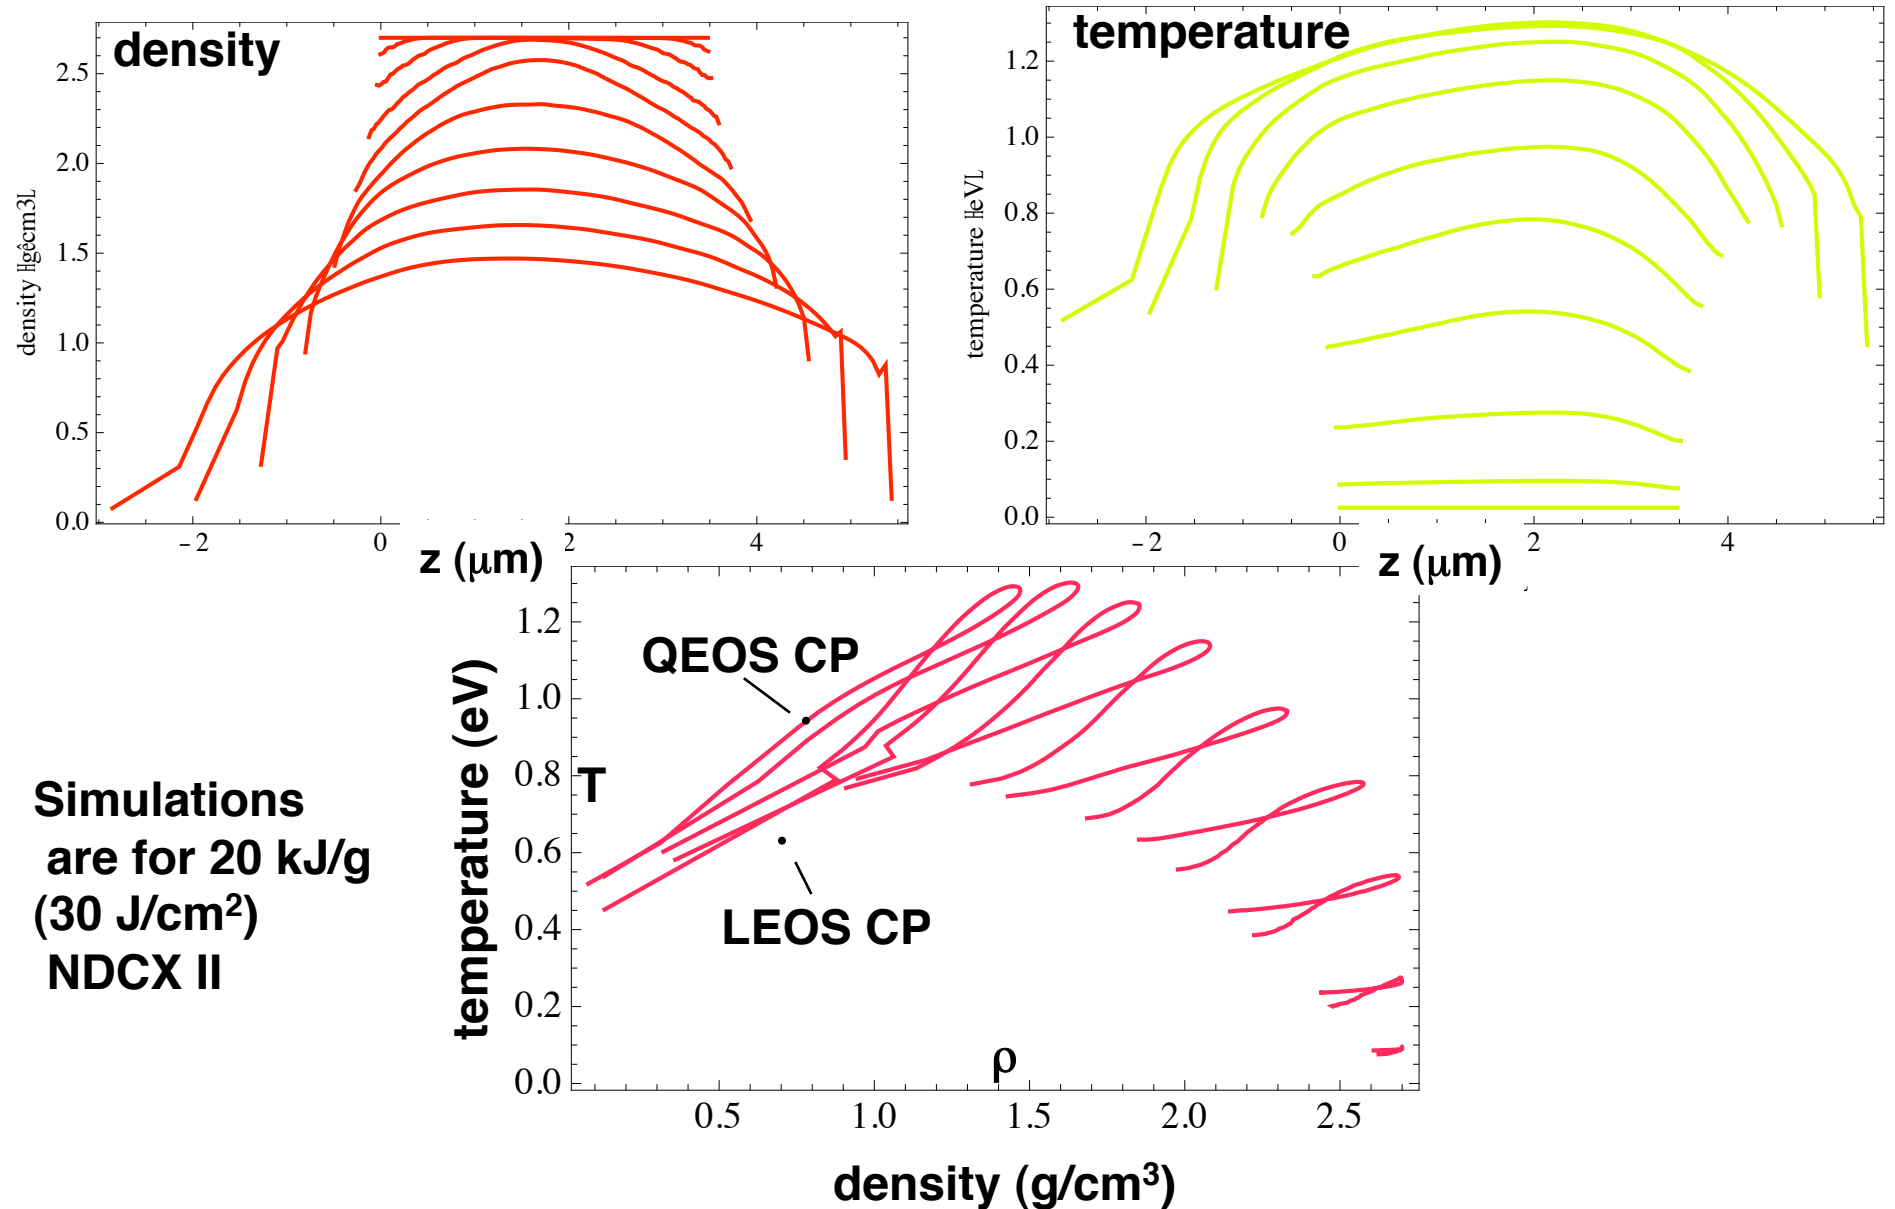 density
2.5
2.0
1.5
1.0
0.5
0.0
density Hgêcm3L
−2
0
2
4
z (μm)
temperature
1.2
1.0
0.8
0.6
0.4
0.2
0.0
temperature HeVL
−2
0
2
4
z (μm)
QEOS CP
LEOS CP
T
ρ
1.2
1.0
0.8
0.6
0.4
0.2
0.0
temperature (eV)
0.5
1.0
1.5
2.0
2.5
density (g/cm³)
Simulations
are for 20 kJ/g
(30 J/cm²)
NDCX II